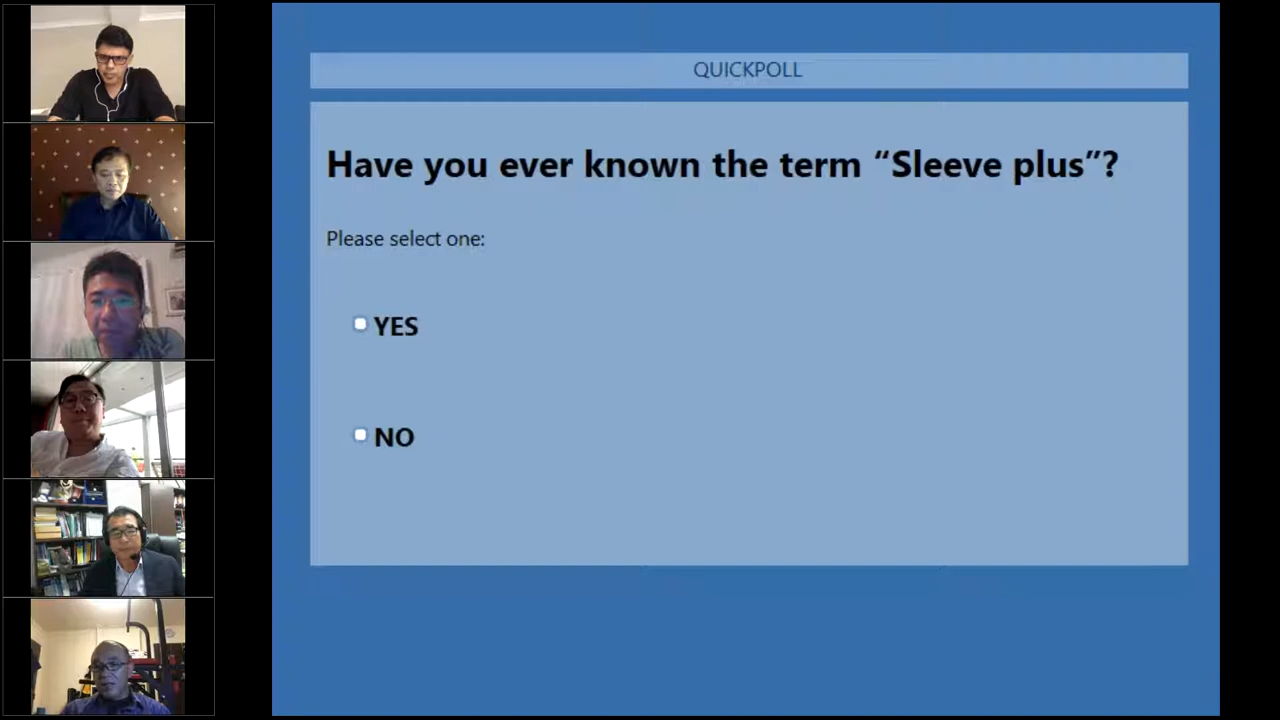 QUICKPOLL
Have you ever known the term “Sleeve plus”?
Please select one:
YES
NO